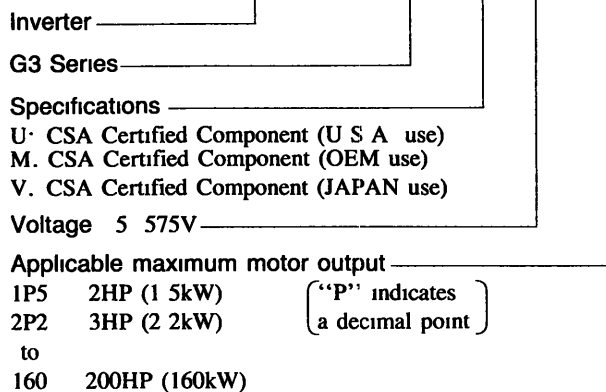 Inverter
G3 Series
Specifications
U· CSA Certified Component (U S A use)
M. CSA Certified Component (OEM use)
V. CSA Certified Component (JAPAN use)
Voltage 5 575V
Applicable maximum motor output
1P5 2HP (1 5kW) ("P" indicates
2P2 3HP (2 2kW) a decimal point)
to
160 200HP (160kW)